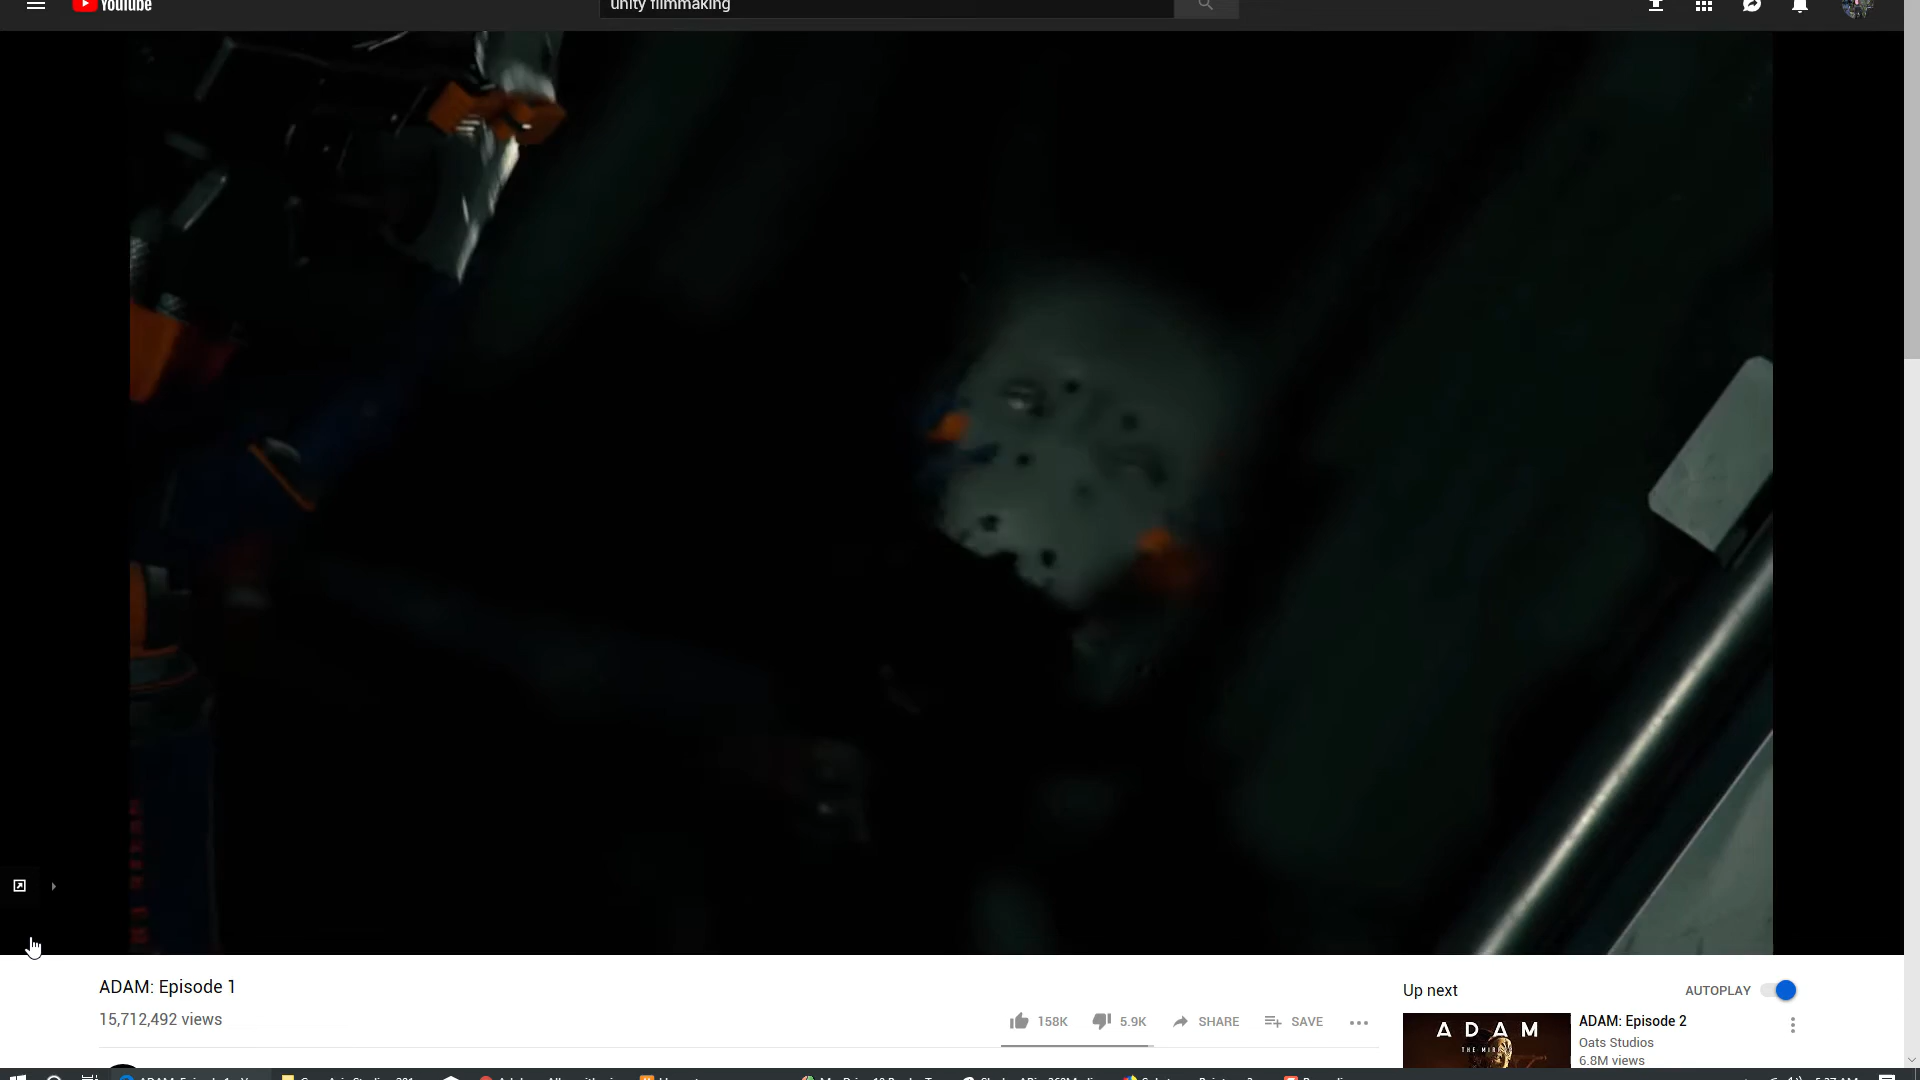 YouTube
unity filmmaking
ADAM: Episode 1
15,712,492 views
158K
5.9K
SHARE
SAVE
Up next
AUTOPLAY
ADAM
ADAM: Episode 2
Oats Studios
6.8M views